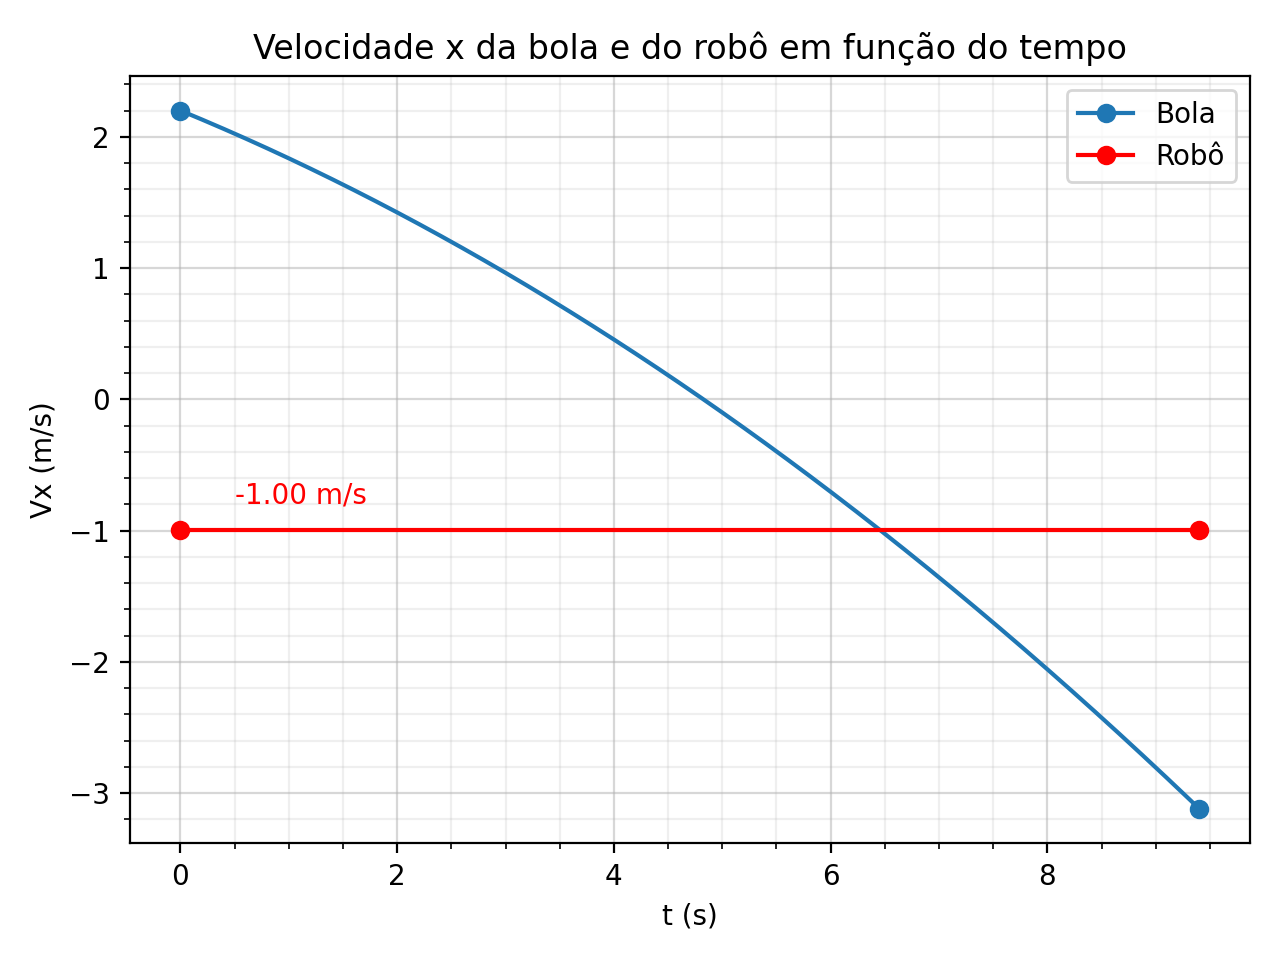 Velocidade x da bola e do robô em função do tempo
Bola
Robô
2
1
0
−1
−2
−3
Vx (m/s)
-1.00 m/s
0
2
4
6
8
t (s)